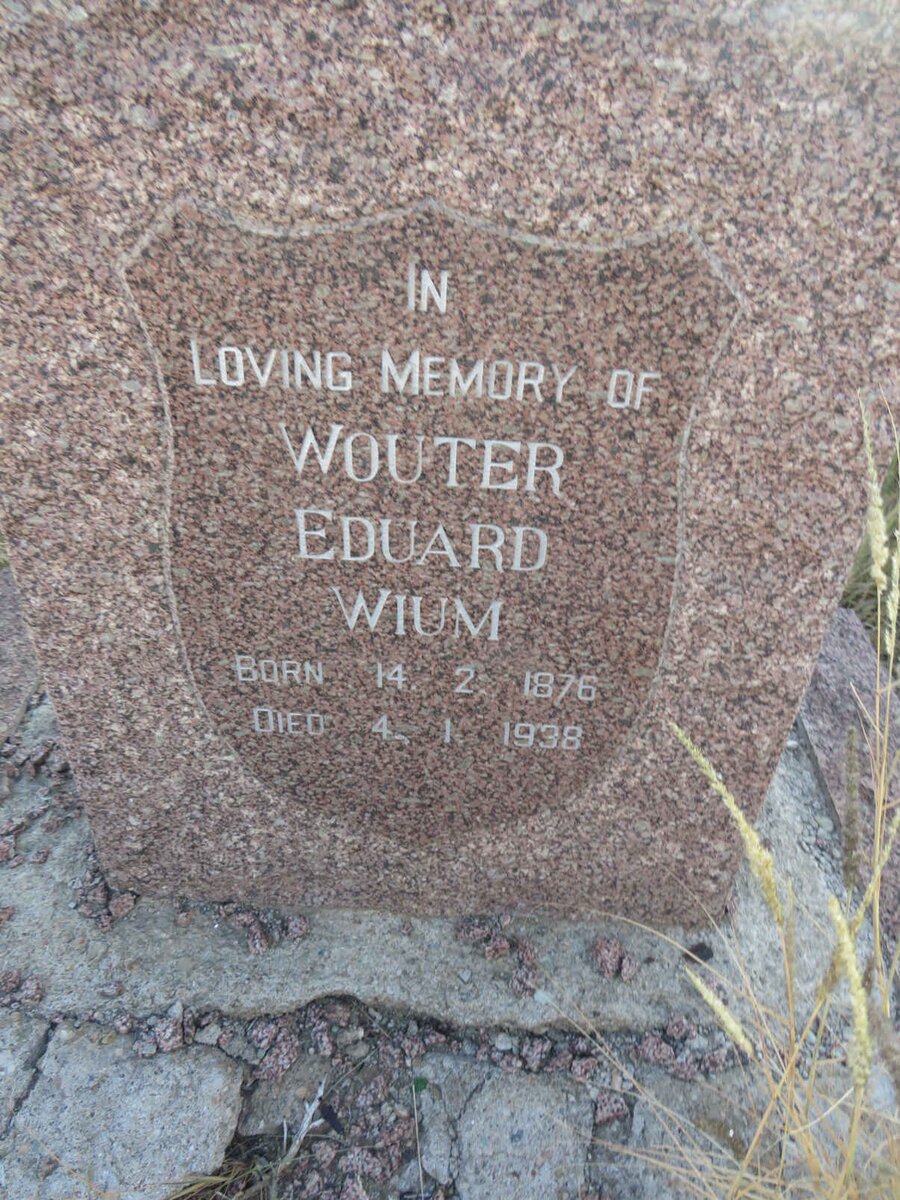 IN
LOVING MEMORY OF
WOUTER
EDUARD
WIUM
BORN 14. 2. 1876
DIED 4. 1 1938